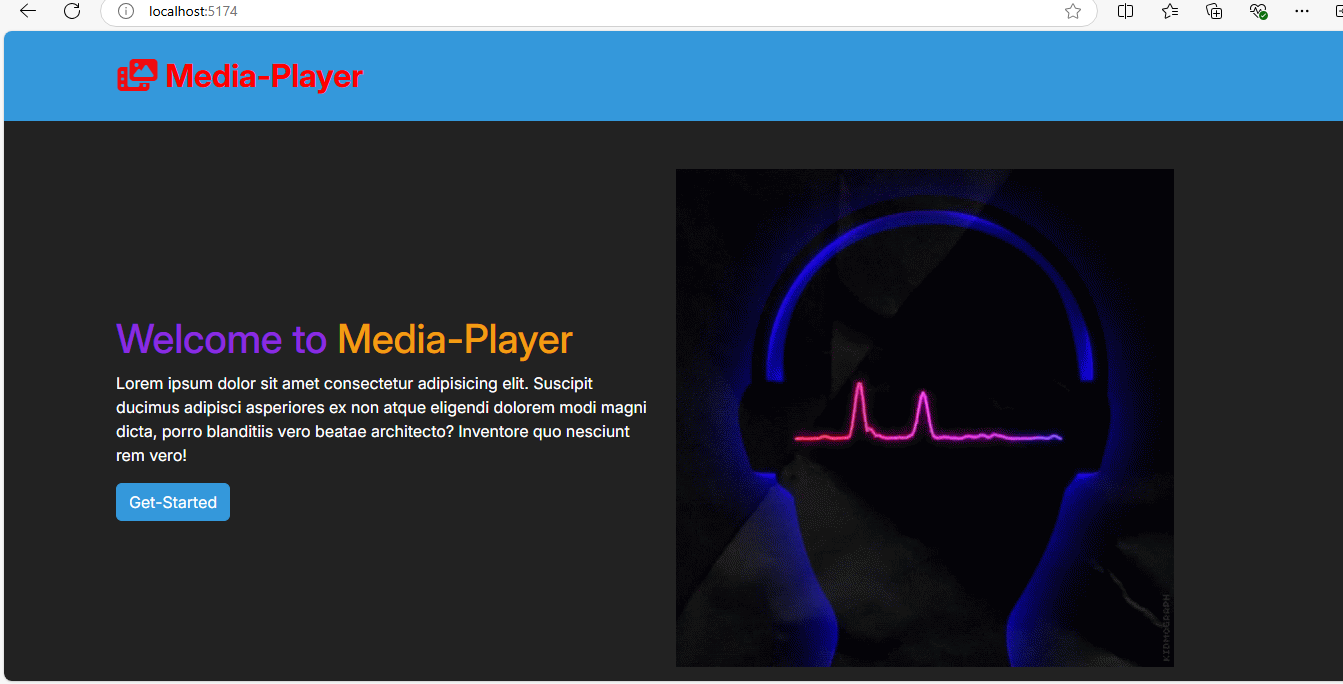 localhost:5174
Media-Player
Welcome to Media-Player
Lorem ipsum dolor sit amet consectetur adipisicing elit. Suscipit
ducimus adipisci asperiores ex non atque eligendi dolorem modi magni
dicta, porro blanditiis vero beatae architecto? Inventore quo nesciunt
rem vero!
Get-Started
KIDMOGRAPH